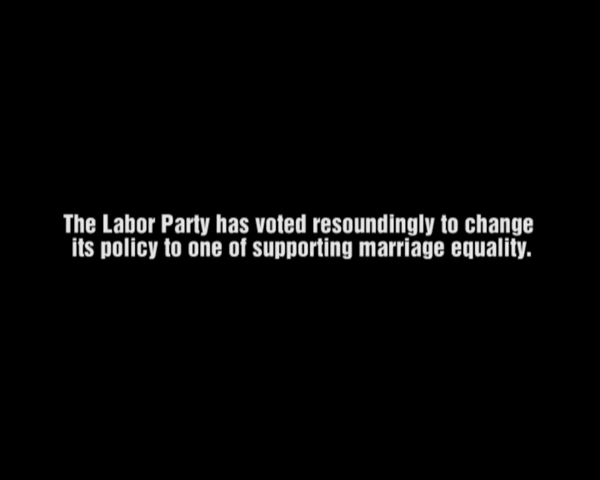 The Labor Party has voted resoundingly to change
its policy to one of supporting marriage equality.